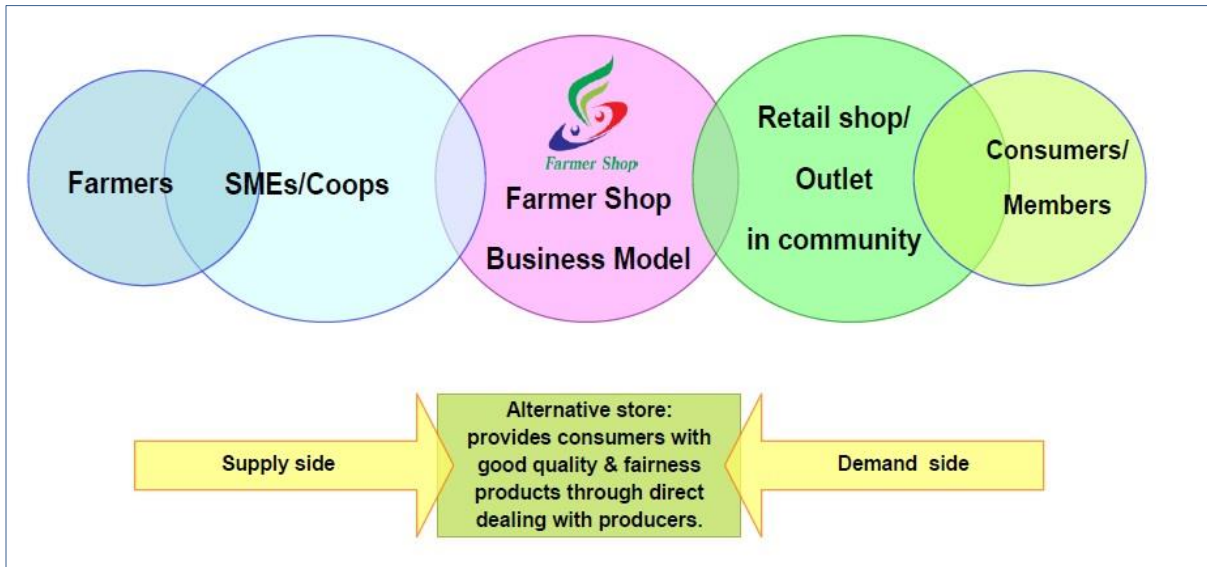 Farmers
SMEs/Coops
Farmer Shop
Farmer Shop
Business Model
Retail shop/
Outlet
in community
Consumers/
Members
Supply side
Alternative store:
provides consumers with
good quality & fairness
products through direct
dealing with producers.
Demand side